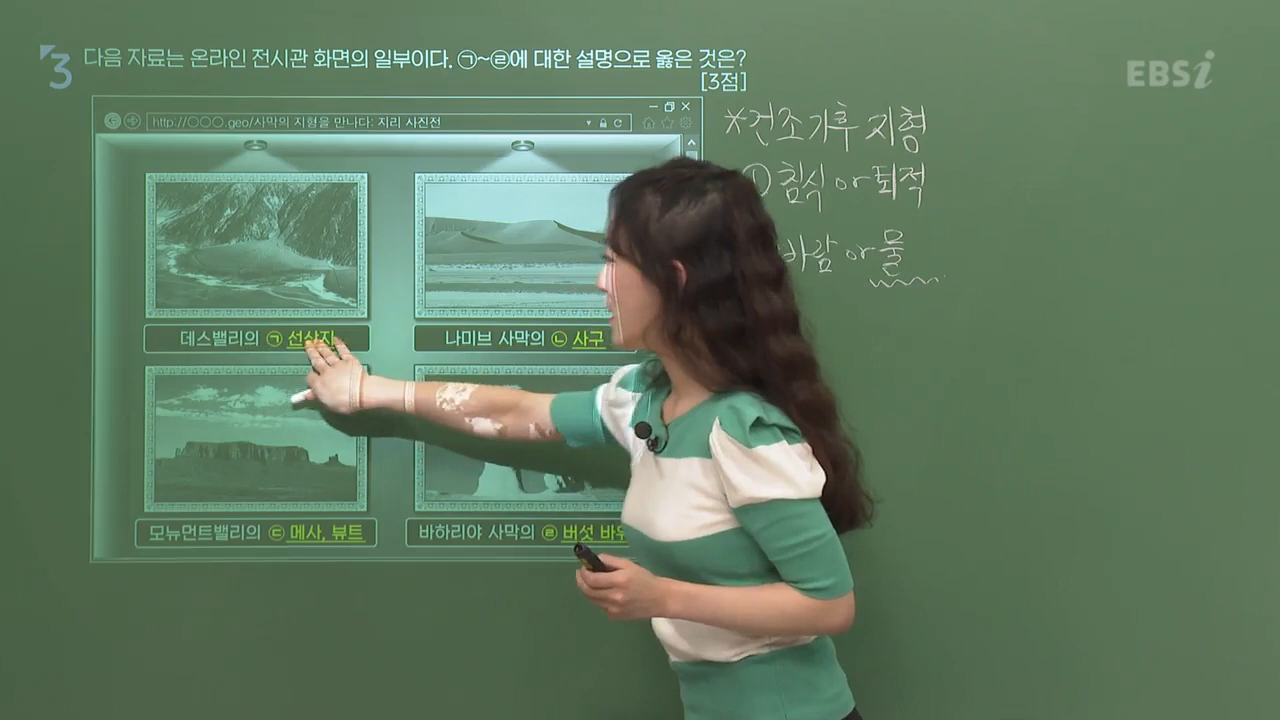 3 다음 자료는 온라인 전시관 화면의 일부이다. ㉠~㉣에 대한 설명으로 옳은 것은?
[3점]
EBSi
http://○○○.geo/사막의 지형을 만나다: 지리 사진전
*건조기후 지형
① 침식 or 퇴적
바람 or 물
데스밸리의 ㉠ 선상지
나미브 사막의 ㉡ 사구
모뉴먼트밸리의 ㉢ 메사, 뷰트
바하리야 사막의 ㉣ 버섯 바위